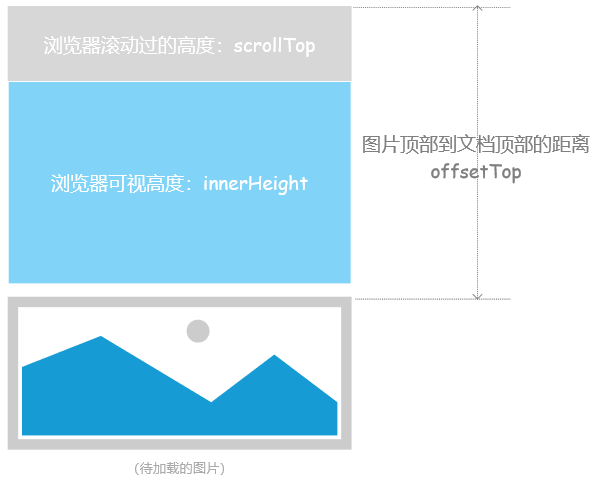 浏览器滚动过的高度：scrollTop
图片顶部到文档顶部的距离
offsetTop
浏览器可视高度：innerHeight
(待加载的图片)